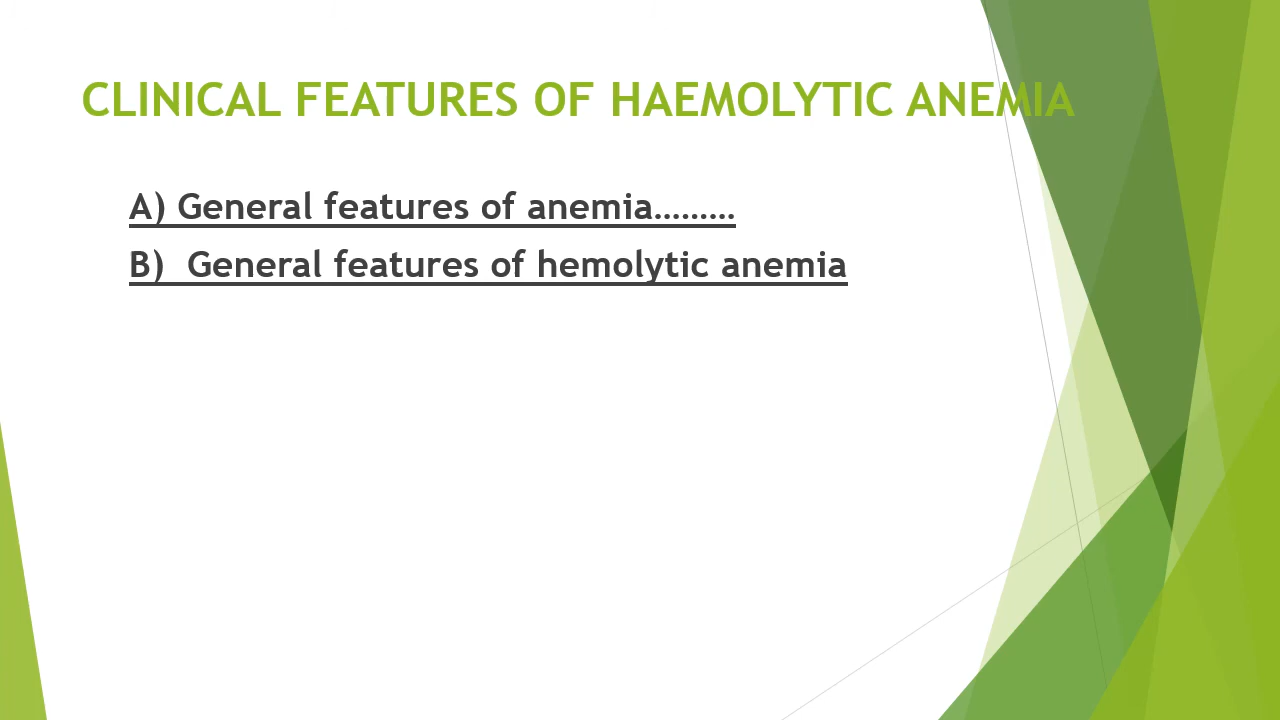 CLINICAL FEATURES OF HAEMOLYTIC ANEMIA
A) General features of anemia………
B)  General features of hemolytic anemia